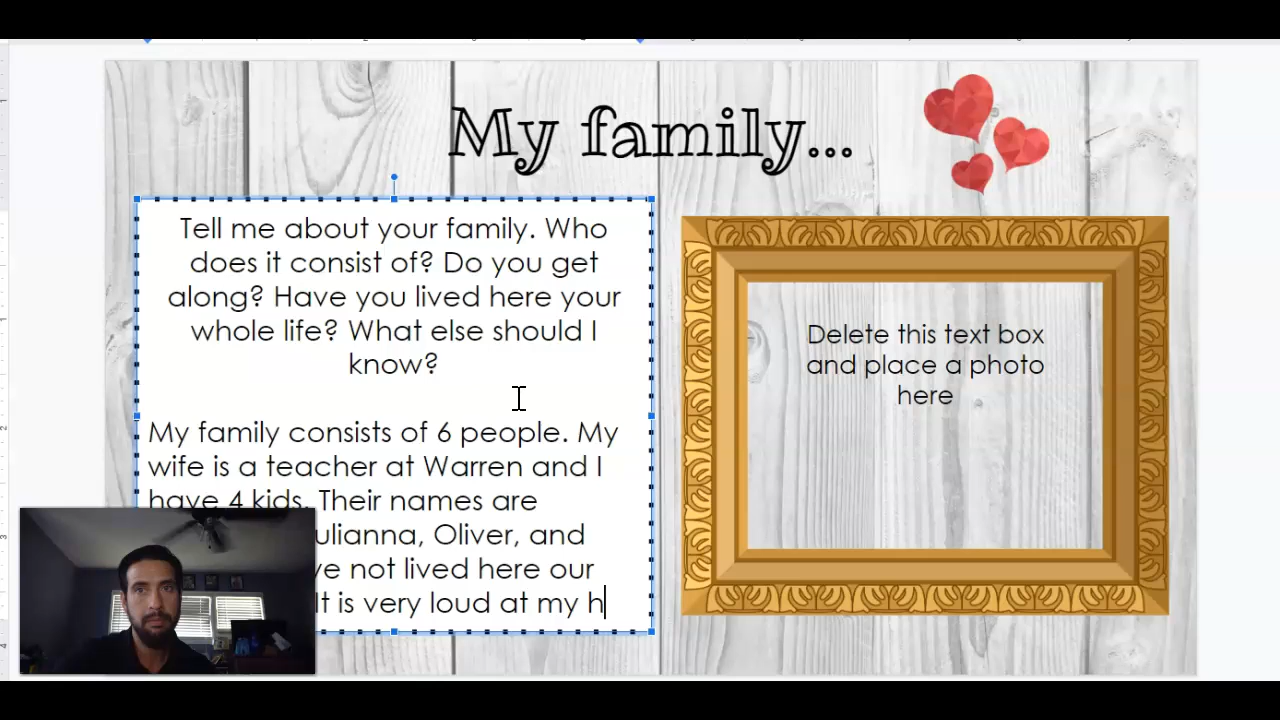 My family...
Tell me about your family. Who
does it consist of? Do you get
along? Have you lived here your
whole life? What else should I
know?
My family consists of 6 people. My
wife is a teacher at Warren and I
have 4 kids. Their names are
ulianna, Oliver, and
ve not lived here our
It is very loud at my h
Delete this text box
and place a photo
here